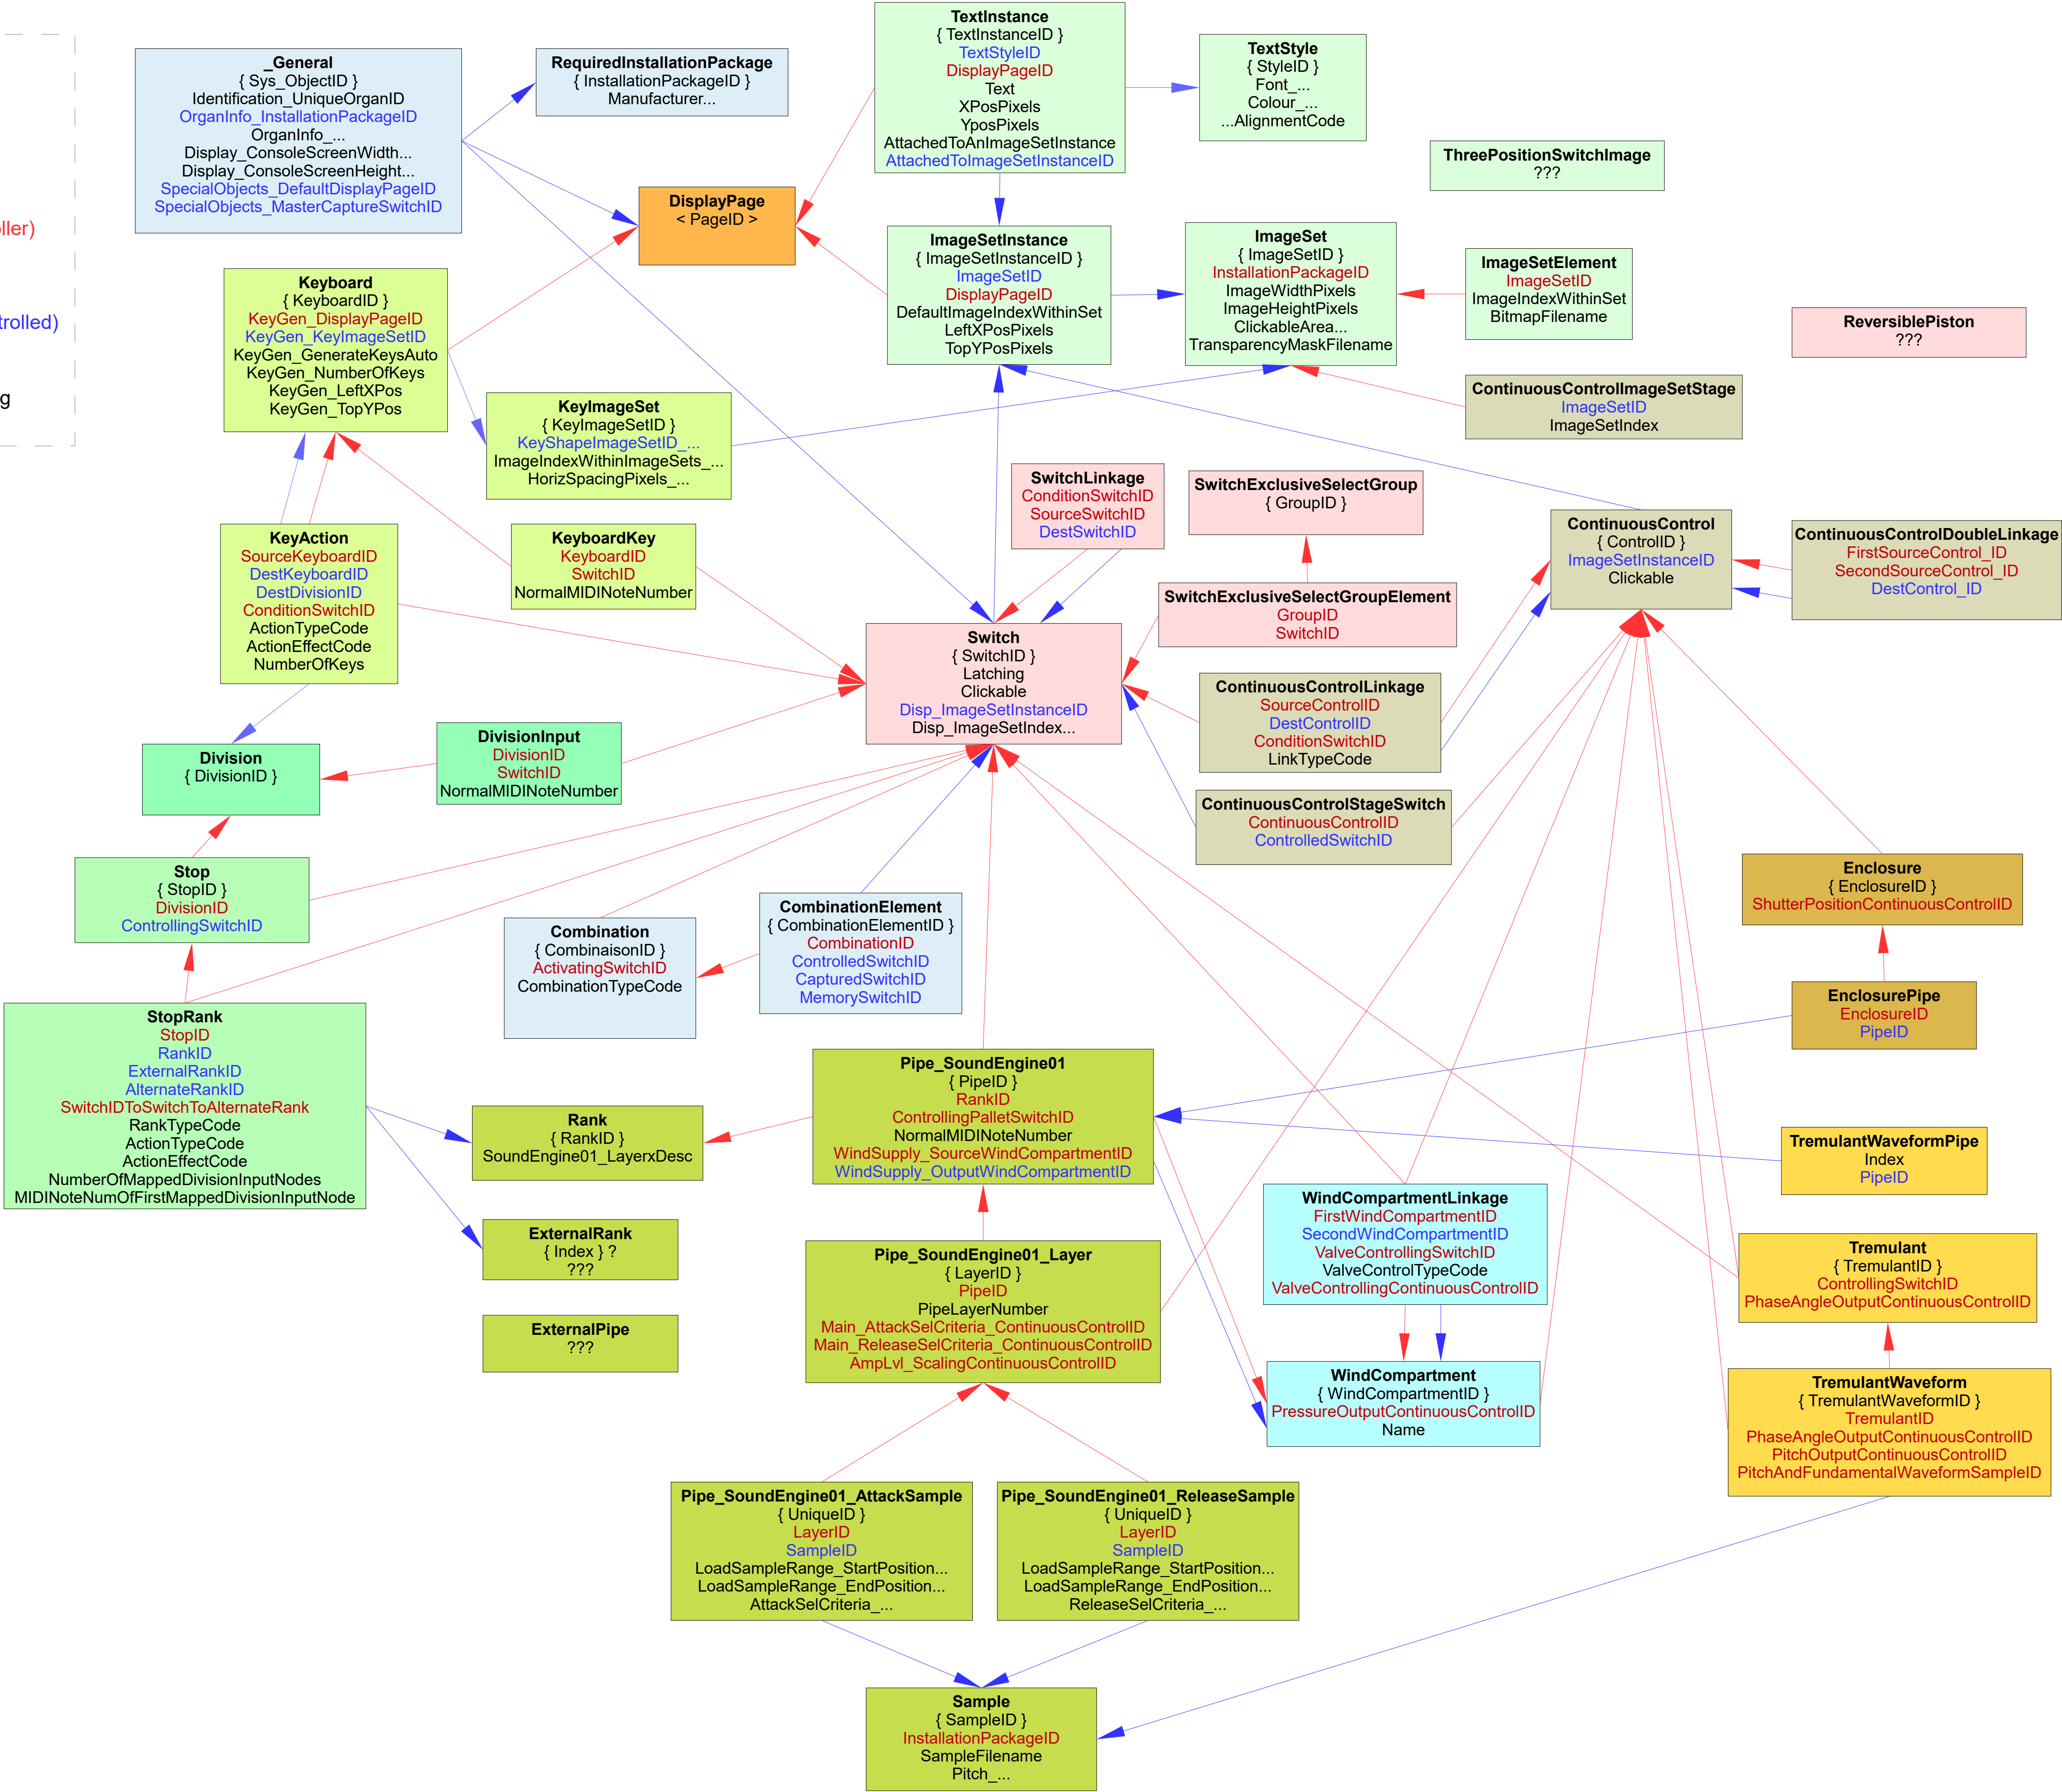 ller)
trolled)
g
_General
{ Sys_ObjectID }
Identification_UniqueOrganID
OrganInfo_InstallationPackageID
OrganInfo_...
Display_ConsoleScreenWidth...
Display_ConsoleScreenHeight...
SpecialObjects_DefaultDisplayPageID
SpecialObjects_MasterCaptureSwitchID
RequiredInstallationPackage
{ InstallationPackageID }
Manufacturer...
TextInstance
{ TextInstanceID }
TextStyleID
DisplayPageID
Text
XPosPixels
YposPixels
AttachedToAnImageSetInstance
AttachedToImageSetInstanceID
TextStyle
{ StyleID }
Font_...
Colour_...
...AlignmentCode
ThreePositionSwitchImage
???
DisplayPage
< PageID >
ImageSetInstance
{ ImageSetInstanceID }
ImageSetID
DisplayPageID
DefaultImageIndexWithinSet
LeftXPosPixels
TopYPosPixels
ImageSet
{ ImageSetID }
InstallationPackageID
ImageWidthPixels
ImageHeightPixels
ClickableArea...
TransparencyMaskFilename
ImageSetElement
ImageSetID
ImageIndexWithinSet
BitmapFilename
ReversiblePiston
???
Keyboard
{ KeyboardID }
KeyGen_DisplayPageID
KeyGen_KeyImageSetID
KeyGen_GenerateKeysAuto
KeyGen_NumberOfKeys
KeyGen_LeftXPos
KeyGen_TopYPos
KeyImageSet
{ KeyImageSetID }
KeyShapeImageSetID_...
ImageIndexWithinImageSets_...
HorizSpacingPixels_...
ContinuousControlImageSetStage
ImageSetID
ImageSetIndex
SwitchLinkage
ConditionSwitchID
SourceSwitchID
DestSwitchID
SwitchExclusiveSelectGroup
{ GroupID }
ContinuousControl
{ ControlID }
ImageSetInstanceID
Clickable
ContinuousControlDoubleLinkage
FirstSourceControl_ID
SecondSourceControl_ID
DestControl_ID
KeyAction
SourceKeyboardID
DestKeyboardID
DestDivisionID
ConditionSwitchID
ActionTypeCode
ActionEffectCode
NumberOfKeys
KeyboardKey
KeyboardID
SwitchID
NormalMIDINoteNumber
SwitchExclusiveSelectGroupElement
GroupID
SwitchID
Switch
{ SwitchID }
Latching
Clickable
Disp_ImageSetInstanceID
Disp_ImageSetIndex...
ContinuousControlLinkage
SourceControlID
DestControlID
ConditionSwitchID
LinkTypeCode
Division
{ DivisionID }
DivisionInput
DivisionID
SwitchID
NormalMIDINoteNumber
ContinuousControlStageSwitch
ContinuousControlID
ControlledSwitchID
Stop
{ StopID }
DivisionID
ControllingSwitchID
Combination
{ CombinaisonID }
ActivatingSwitchID
CombinationTypeCode
CombinationElement
{ CombinationElementID }
CombinationID
ControlledSwitchID
CapturedSwitchID
MemorySwitchID
Enclosure
{ EnclosureID }
ShutterPositionContinuousControlID
EnclosurePipe
EnclosureID
PipeID
StopRank
StopID
RankID
ExternalRankID
AlternateRankID
SwitchIDToSwitchToAlternateRank
RankTypeCode
ActionTypeCode
ActionEffectCode
NumberOfMappedDivisionInputNodes
MIDINoteNumOfFirstMappedDivisionInputNode
Rank
{ RankID }
SoundEngine01_LayerxDesc
Pipe_SoundEngine01
{ PipeID }
RankID
ControllingPalletSwitchID
NormalMIDINoteNumber
WindSupply_SourceWindCompartmentID
WindSupply_OutputWindCompartmentID
TremulantWaveformPipe
Index
PipeID
ExternalRank
{ Index } ?
???
ExternalPipe
???
Pipe_SoundEngine01_Layer
{ LayerID }
PipeID
PipeLayerNumber
Main_AttackSelCriteria_ContinuousControlID
Main_ReleaseSelCriteria_ContinuousControlID
AmpLvl_ScalingContinuousControlID
WindCompartmentLinkage
FirstWindCompartmentID
SecondWindCompartmentID
ValveControllingSwitchID
ValveControlTypeCode
ValveControllingContinuousControlID
Tremulant
{ TremulantID }
ControllingSwitchID
PhaseAngleOutputContinuousControlID
WindCompartment
{ WindCompartmentID }
PressureOutputContinuousControlID
Name
TremulantWaveform
{ TremulantWaveformID }
TremulantID
PhaseAngleOutputContinuousControlID
PitchOutputContinuousControlID
PitchAndFundamentalWaveformSampleID
Pipe_SoundEngine01_AttackSample
{ UniqueID }
LayerID
SampleID
LoadSampleRange_StartPosition...
LoadSampleRange_EndPosition...
AttackSelCriteria_...
Pipe_SoundEngine01_ReleaseSample
{ UniqueID }
LayerID
SampleID
LoadSampleRange_StartPosition...
LoadSampleRange_EndPosition...
ReleaseSelCriteria_...
Sample
{ SampleID }
InstallationPackageID
SampleFilename
Pitch_...